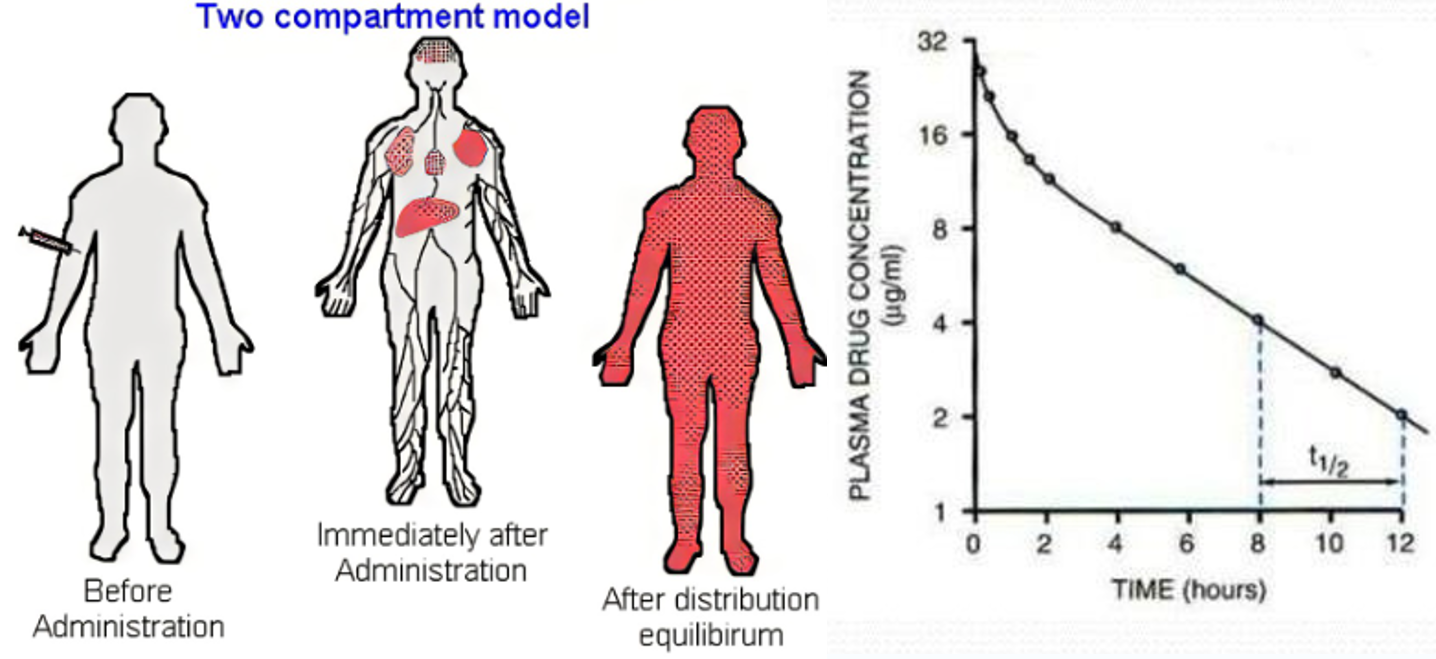 Two compartment model
Before
Administration
Immediately after
Administration
After distribution
equilibirum
PLASMA DRUG CONCENTRATION
(µg/ml)
32
16
8
4
2
1
t1/2
0 2 4 6 8 10 12
TIME (hours)